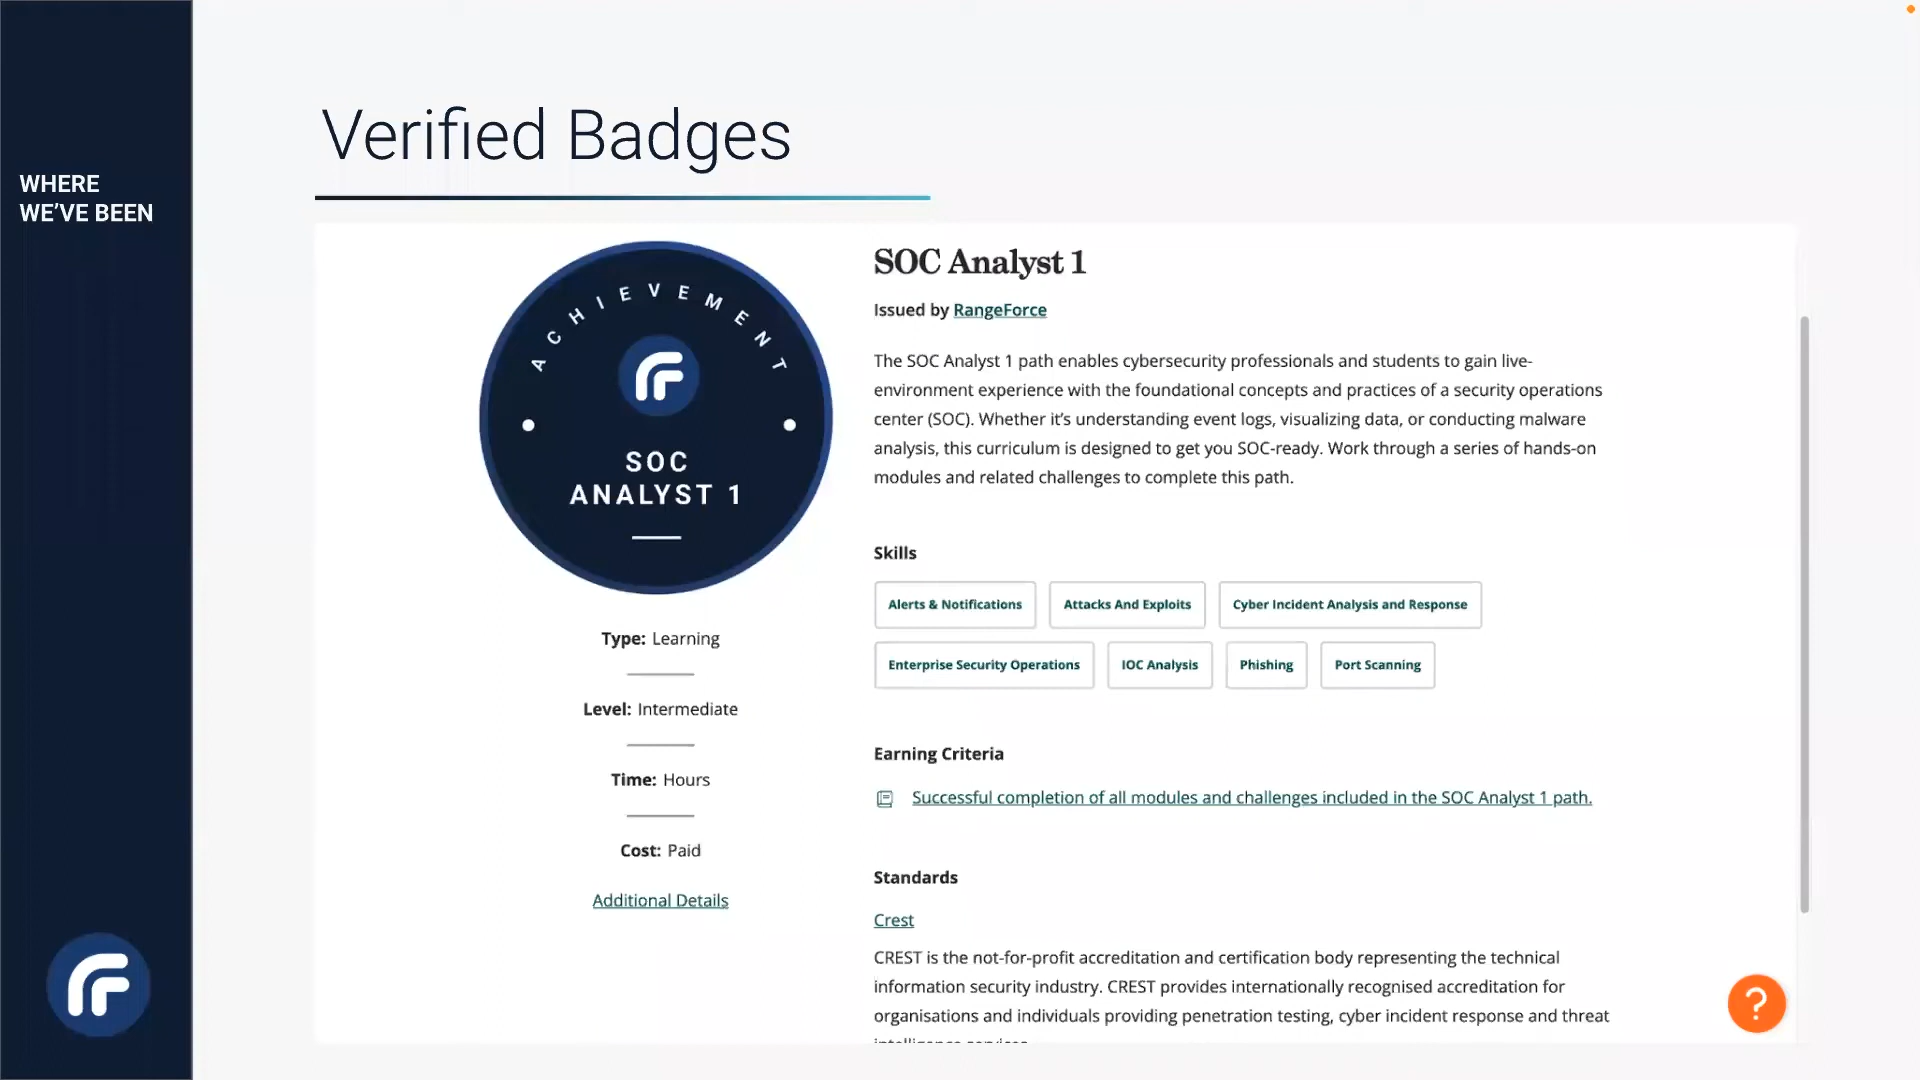 WHERE
WE’VE BEEN
Verified Badges
ACHIEVEMENT
SOC
ANALYST 1
Type: Learning
Level: Intermediate
Time: Hours
Cost: Paid
Additional Details
SOC Analyst 1
Issued by RangeForce
The SOC Analyst 1 path enables cybersecurity professionals and students to gain live-
environment experience with the foundational concepts and practices of a security operations
center (SOC). Whether it’s understanding event logs, visualizing data, or conducting malware
analysis, this curriculum is designed to get you SOC-ready. Work through a series of hands-on
modules and related challenges to complete this path.
Skills
Alerts & Notifications Attacks And Exploits Cyber Incident Analysis and Response
Enterprise Security Operations IOC Analysis Phishing Port Scanning
Earning Criteria
Successful completion of all modules and challenges included in the SOC Analyst 1 path.
Standards
Crest
CREST is the not-for-profit accreditation and certification body representing the technical
information security industry. CREST provides internationally recognised accreditation for
organisations and individuals providing penetration testing, cyber incident response and threat
?